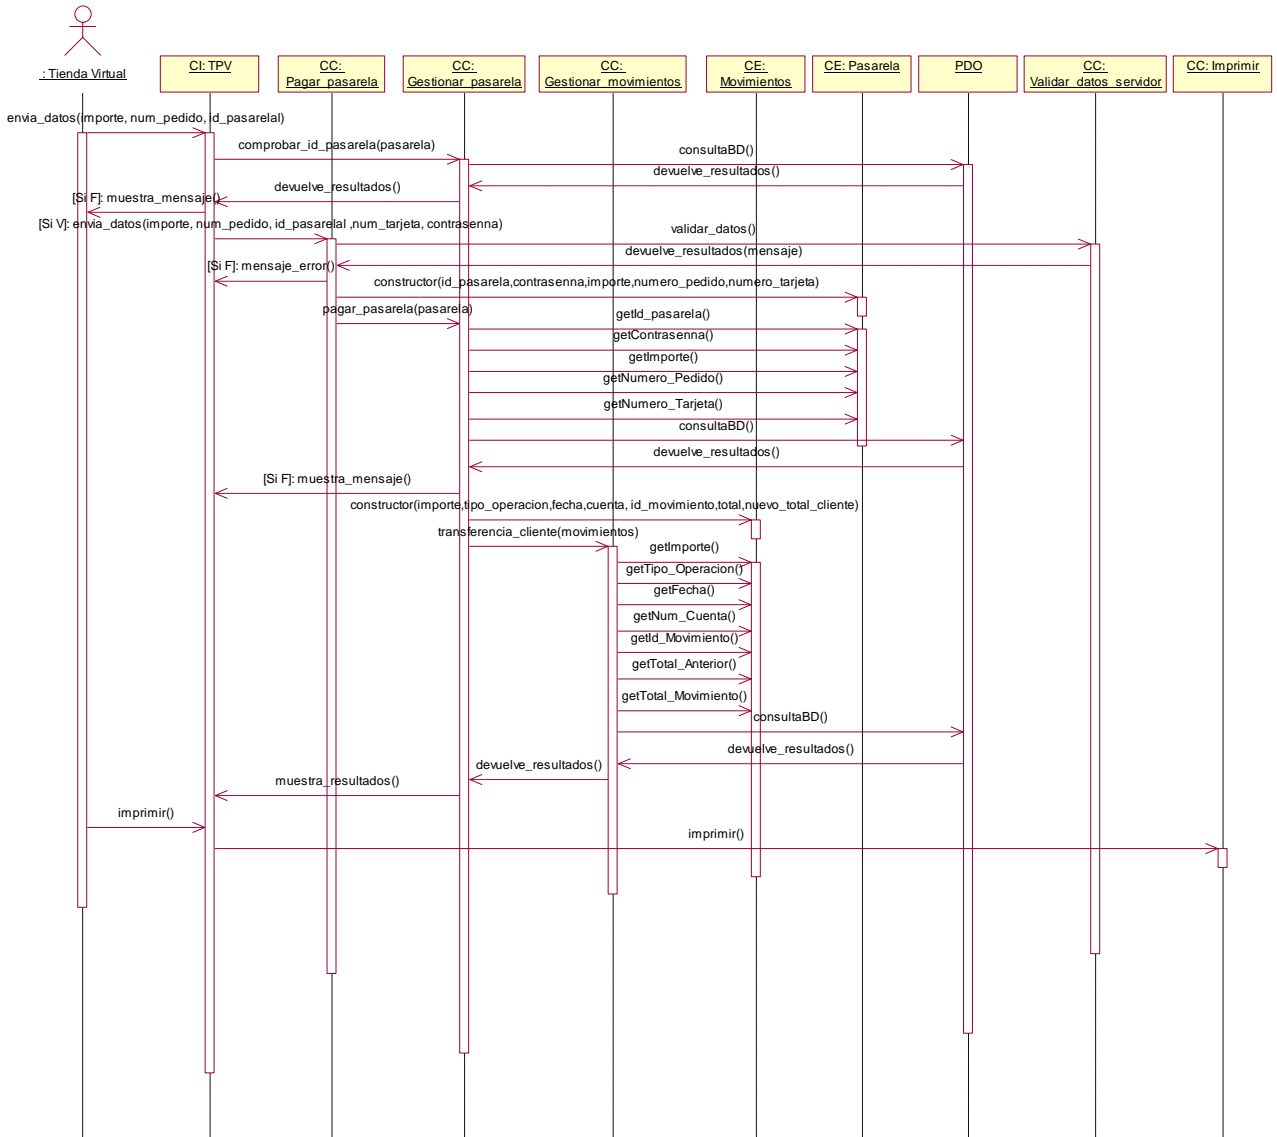 : Tienda Virtual
CI: TPV
CC:
Pagar_pasarela
CC:
Gestionar_pasarela
CC:
Gestionar_movimientos
CE:
Movimientos
CE: Pasarela
PDO
CC:
Validar_datos_servidor
CC: Imprimir
envia_datos(importe, num_pedido, id_pasarelal)
comprobar_id_pasarela(pasarela)
consultaBD()
devuelve_resultados()
devuelve_resultados()
[Si F]: muestra_mensaje()
[Si V]: envia_datos(importe, num_pedido, id_pasarelal ,num_tarjeta, contrasenna)
validar_datos()
devuelve_resultados(mensaje)
[Si F]: mensaje_error()
constructor(id_pasarela,contrasenna,importe,numero_pedido,numero_tarjeta)
pagar_pasarela(pasarela)
getId_pasarela()
getContrasenna()
getImporte()
getNumero_Pedido()
getNumero_Tarjeta()
consultaBD()
devuelve_resultados()
[Si F]: muestra_mensaje()
constructor(importe,tipo_operacion,fecha,cuenta, id_movimiento,total,nuevo_total_cliente)
transferencia_cliente(movimientos)
getImporte()
getTipo_Operacion()
getFecha()
getNum_Cuenta()
getId_Movimiento()
getTotal_Anterior()
getTotal_Movimiento()
consultaBD()
devuelve_resultados()
devuelve_resultados()
muestra_resultados()
imprimir()
imprimir()